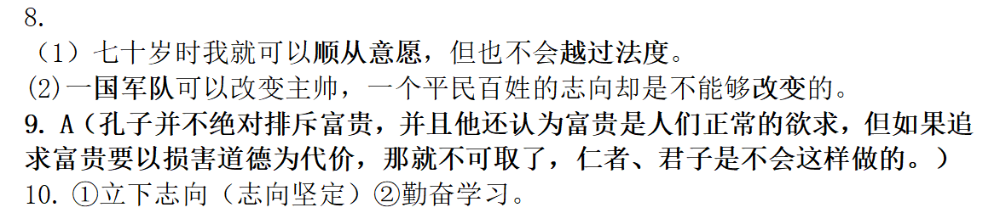 8.
（1）七十岁时我就可以顺从意愿，但也不会越过法度。
(2)一国军队可以改变主帅，一个平民百姓的志向却是不能够改变的。
9. A（孔子并不绝对排斥富贵，并且他还认为富贵是人们正常的欲求，但如果追
求富贵要以损害道德为代价，那就不可取了，仁者、君子是不会这样做的。）
10. ①立下志向（志向坚定）②勤奋学习。